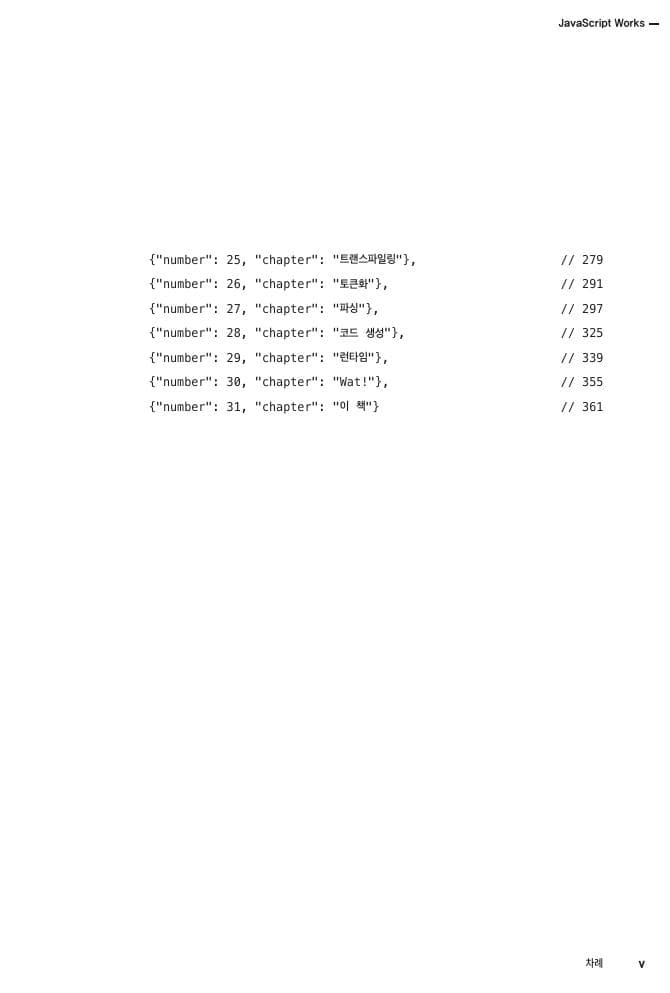 JavaScript Works
{"number": 25, "chapter": "트랜스파일링"}, // 279
{"number": 26, "chapter": "토큰화"}, // 291
{"number": 27, "chapter": "파싱"}, // 297
{"number": 28, "chapter": "코드 생성"}, // 325
{"number": 29, "chapter": "런타임"}, // 339
{"number": 30, "chapter": "Wat!"}, // 355
{"number": 31, "chapter": "이 책"} // 361
차례 v